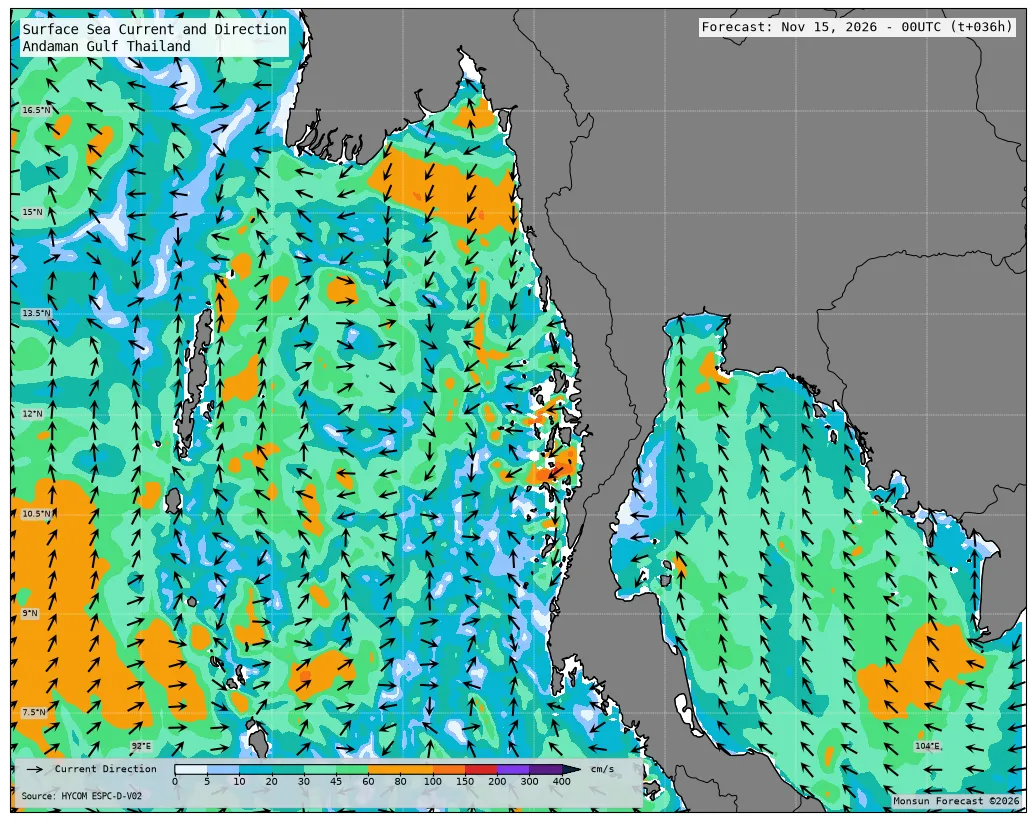 Surface Sea Current and Direction
Andaman Gulf Thailand
Forecast: Nov 15, 2026 - 00UTC (t+036h)
16.5°N
15°N
13.5°N
12°N
10.5°N
9°N
7.5°N
92°E
104°E
Current Direction
0 5 10 20 30 45 60 80 100 150 200 300 400 cm/s
Source: HYCOM ESPC-D-V02
Monsun Forecast ©2026